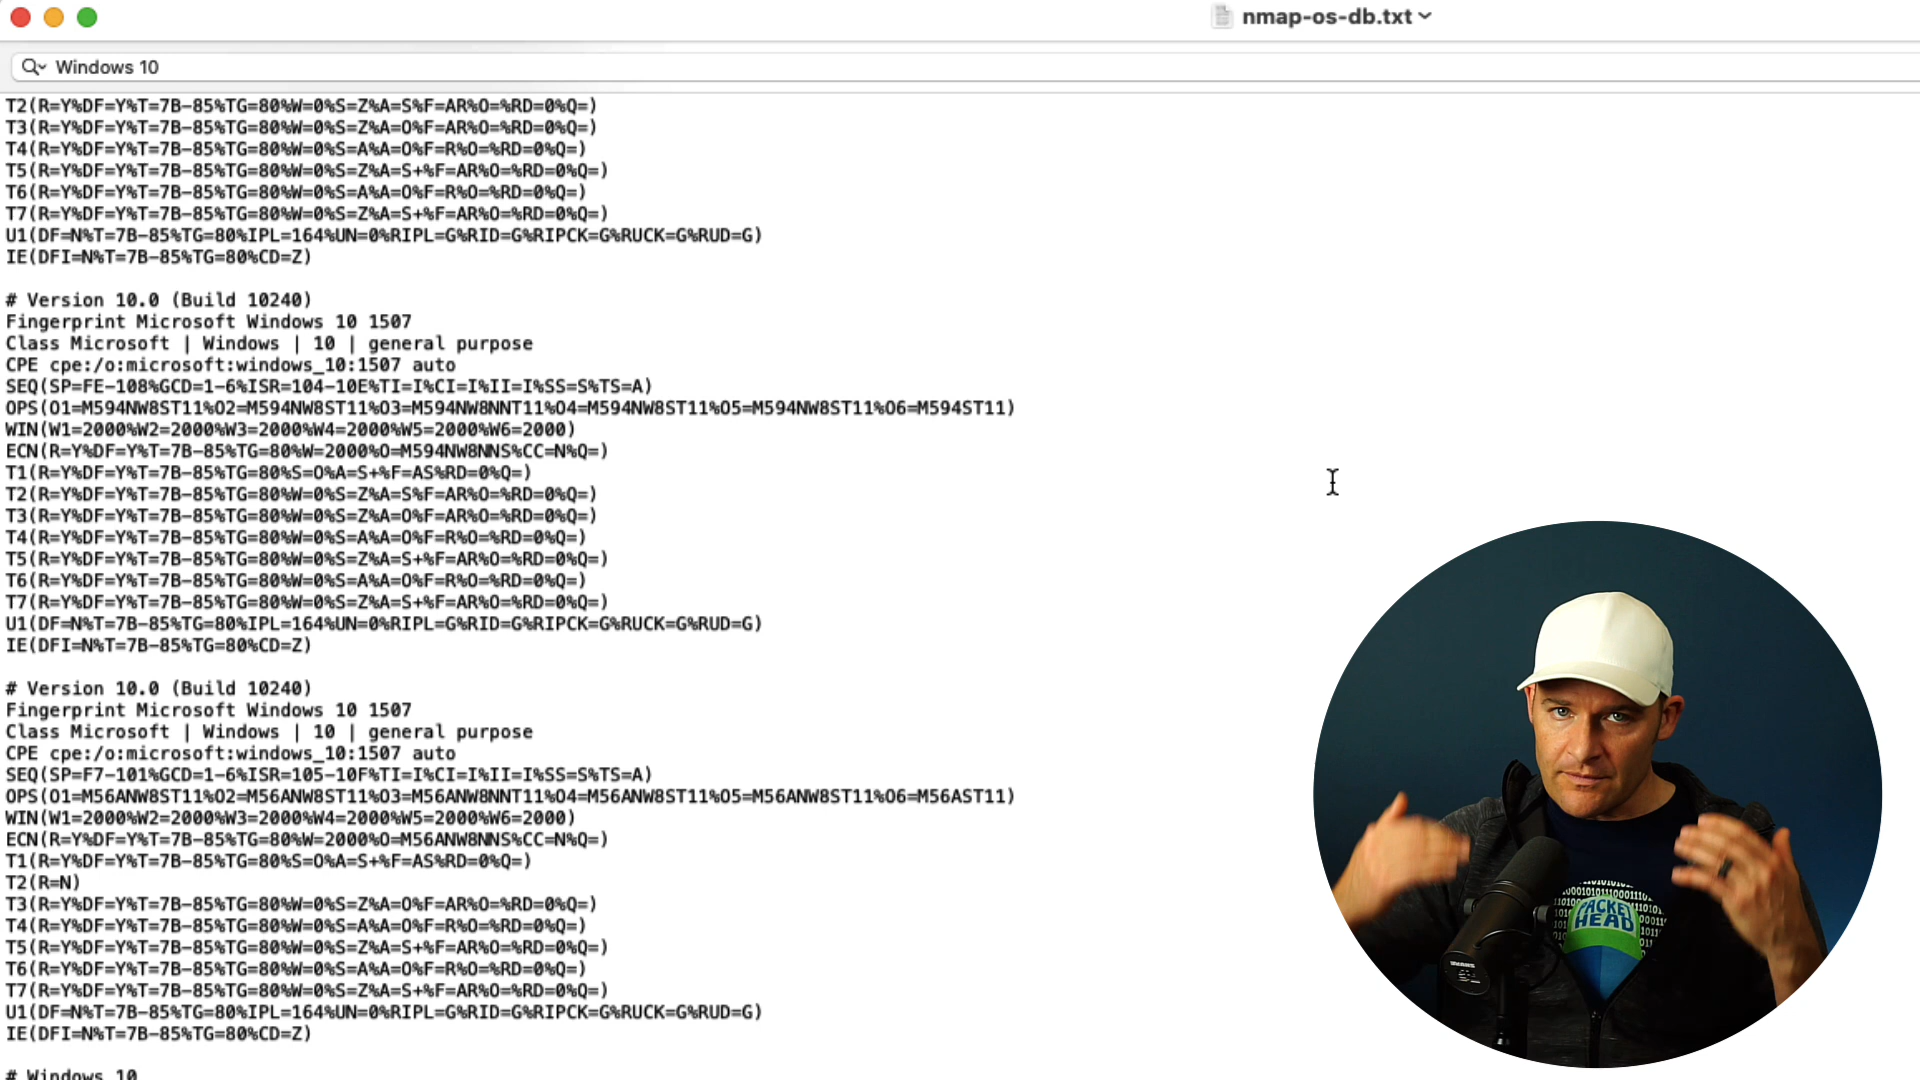 nmap-os-db.txt
Windows 10
T2(R=Y%DF=Y%T=7B-85%TG=80%W=0%S=Z%A=S%F=AR%O=%RD=0%Q=)
T3(R=Y%DF=Y%T=7B-85%TG=80%W=0%S=Z%A=O%F=AR%O=%RD=0%Q=)
T4(R=Y%DF=Y%T=7B-85%TG=80%W=0%S=A%A=O%F=R%O=%RD=0%Q=)
T5(R=Y%DF=Y%T=7B-85%TG=80%W=0%S=Z%A=S+%F=AR%O=%RD=0%Q=)
T6(R=Y%DF=Y%T=7B-85%TG=80%W=0%S=A%A=O%F=R%O=%RD=0%Q=)
T7(R=Y%DF=Y%T=7B-85%TG=80%W=0%S=Z%A=S+%F=AR%O=%RD=0%Q=)
U1(DF=N%T=7B-85%TG=80%IPL=164%UN=0%RIPL=G%RID=G%RIPCK=G%RUCK=G%RUD=G)
IE(DFI=N%T=7B-85%TG=80%CD=Z)
# Version 10.0 (Build 10240)
Fingerprint Microsoft Windows 10 1507
Class Microsoft | Windows | 10 | general purpose
CPE cpe:/o:microsoft:windows_10:1507 auto
SEQ(SP=FE-108%GCD=1-6%ISR=104-10E%TI=I%CI=I%II=I%SS=S%TS=A)
OPS(O1=M594NW8ST11%O2=M594NW8ST11%O3=M594NW8NNT11%O4=M594NW8ST11%O5=M594NW8ST11%O6=M594ST11)
WIN(W1=2000%W2=2000%W3=2000%W4=2000%W5=2000%W6=2000)
ECN(R=Y%DF=Y%T=7B-85%TG=80%W=2000%O=M594NW8NNS%CC=N%Q=)
T1(R=Y%DF=Y%T=7B-85%TG=80%S=O%A=S+%F=AS%RD=0%Q=)
T2(R=Y%DF=Y%T=7B-85%TG=80%W=0%S=Z%A=S%F=AR%O=%RD=0%Q=)
T3(R=Y%DF=Y%T=7B-85%TG=80%W=0%S=Z%A=O%F=AR%O=%RD=0%Q=)
T4(R=Y%DF=Y%T=7B-85%TG=80%W=0%S=A%A=O%F=R%O=%RD=0%Q=)
T5(R=Y%DF=Y%T=7B-85%TG=80%W=0%S=Z%A=S+%F=AR%O=%RD=0%Q=)
T6(R=Y%DF=Y%T=7B-85%TG=80%W=0%S=A%A=O%F=R%O=%RD=0%Q=)
T7(R=Y%DF=Y%T=7B-85%TG=80%W=0%S=Z%A=S+%F=AR%O=%RD=0%Q=)
U1(DF=N%T=7B-85%TG=80%IPL=164%UN=0%RIPL=G%RID=G%RIPCK=G%RUCK=G%RUD=G)
IE(DFI=N%T=7B-85%TG=80%CD=Z)
# Version 10.0 (Build 10240)
Fingerprint Microsoft Windows 10 1507
Class Microsoft | Windows | 10 | general purpose
CPE cpe:/o:microsoft:windows_10:1507 auto
SEQ(SP=F7-101%GCD=1-6%ISR=105-10F%TI=I%CI=I%II=I%SS=S%TS=A)
OPS(O1=M56ANW8ST11%O2=M56ANW8ST11%O3=M56ANW8NNT11%O4=M56ANW8ST11%O5=M56ANW8ST11%O6=M56AST11)
WIN(W1=2000%W2=2000%W3=2000%W4=2000%W5=2000%W6=2000)
ECN(R=Y%DF=Y%T=7B-85%TG=80%W=2000%O=M56ANW8NNS%CC=N%Q=)
T1(R=Y%DF=Y%T=7B-85%TG=80%S=O%A=S+%F=AS%RD=0%Q=)
T2(R=N)
T3(R=Y%DF=Y%T=7B-85%TG=80%W=0%S=Z%A=O%F=AR%O=%RD=0%Q=)
T4(R=Y%DF=Y%T=7B-85%TG=80%W=0%S=A%A=O%F=R%O=%RD=0%Q=)
T5(R=Y%DF=Y%T=7B-85%TG=80%W=0%S=Z%A=S+%F=AR%O=%RD=0%Q=)
T6(R=Y%DF=Y%T=7B-85%TG=80%W=0%S=A%A=O%F=R%O=%RD=0%Q=)
T7(R=Y%DF=Y%T=7B-85%TG=80%W=0%S=Z%A=S+%F=AR%O=%RD=0%Q=)
U1(DF=N%T=7B-85%TG=80%IPL=164%UN=0%RIPL=G%RID=G%RIPCK=G%RUCK=G%RUD=G)
IE(DFI=N%T=7B-85%TG=80%CD=Z)
# Windows 10
PACKET
HEAD